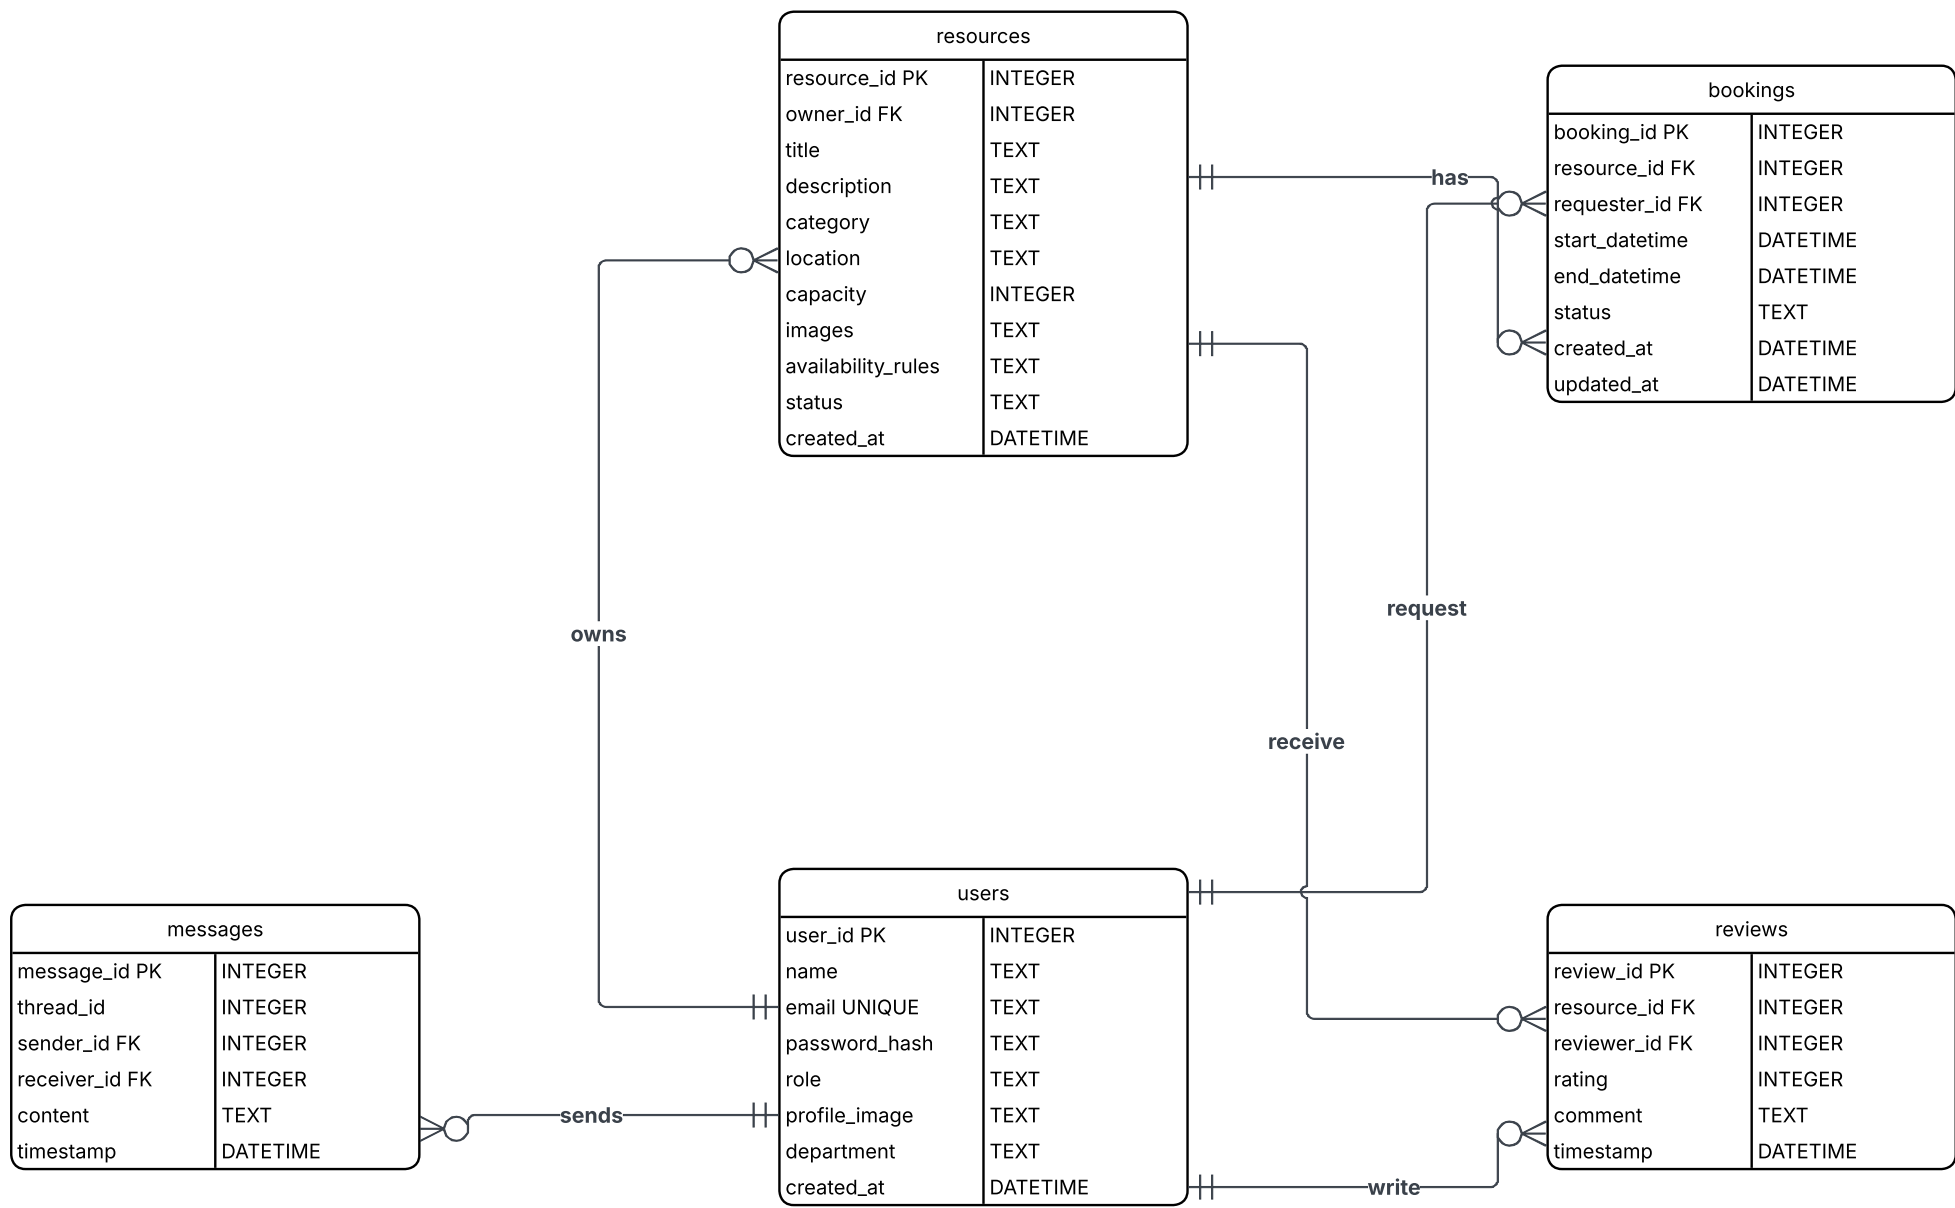 resources
resource_id PK INTEGER
owner_id FK INTEGER
title TEXT
description TEXT
category TEXT
location TEXT
capacity INTEGER
images TEXT
availability_rules TEXT
status TEXT
created_at DATETIME
bookings
booking_id PK INTEGER
resource_id FK INTEGER
requester_id FK INTEGER
start_datetime DATETIME
end_datetime DATETIME
status TEXT
created_at DATETIME
updated_at DATETIME
has
request
owns
receive
messages
message_id PK INTEGER
thread_id INTEGER
sender_id FK INTEGER
receiver_id FK INTEGER
content TEXT
timestamp DATETIME
sends
users
user_id PK INTEGER
name TEXT
email UNIQUE TEXT
password_hash TEXT
role TEXT
profile_image TEXT
department TEXT
created_at DATETIME
write
reviews
review_id PK INTEGER
resource_id FK INTEGER
reviewer_id FK INTEGER
rating INTEGER
comment TEXT
timestamp DATETIME